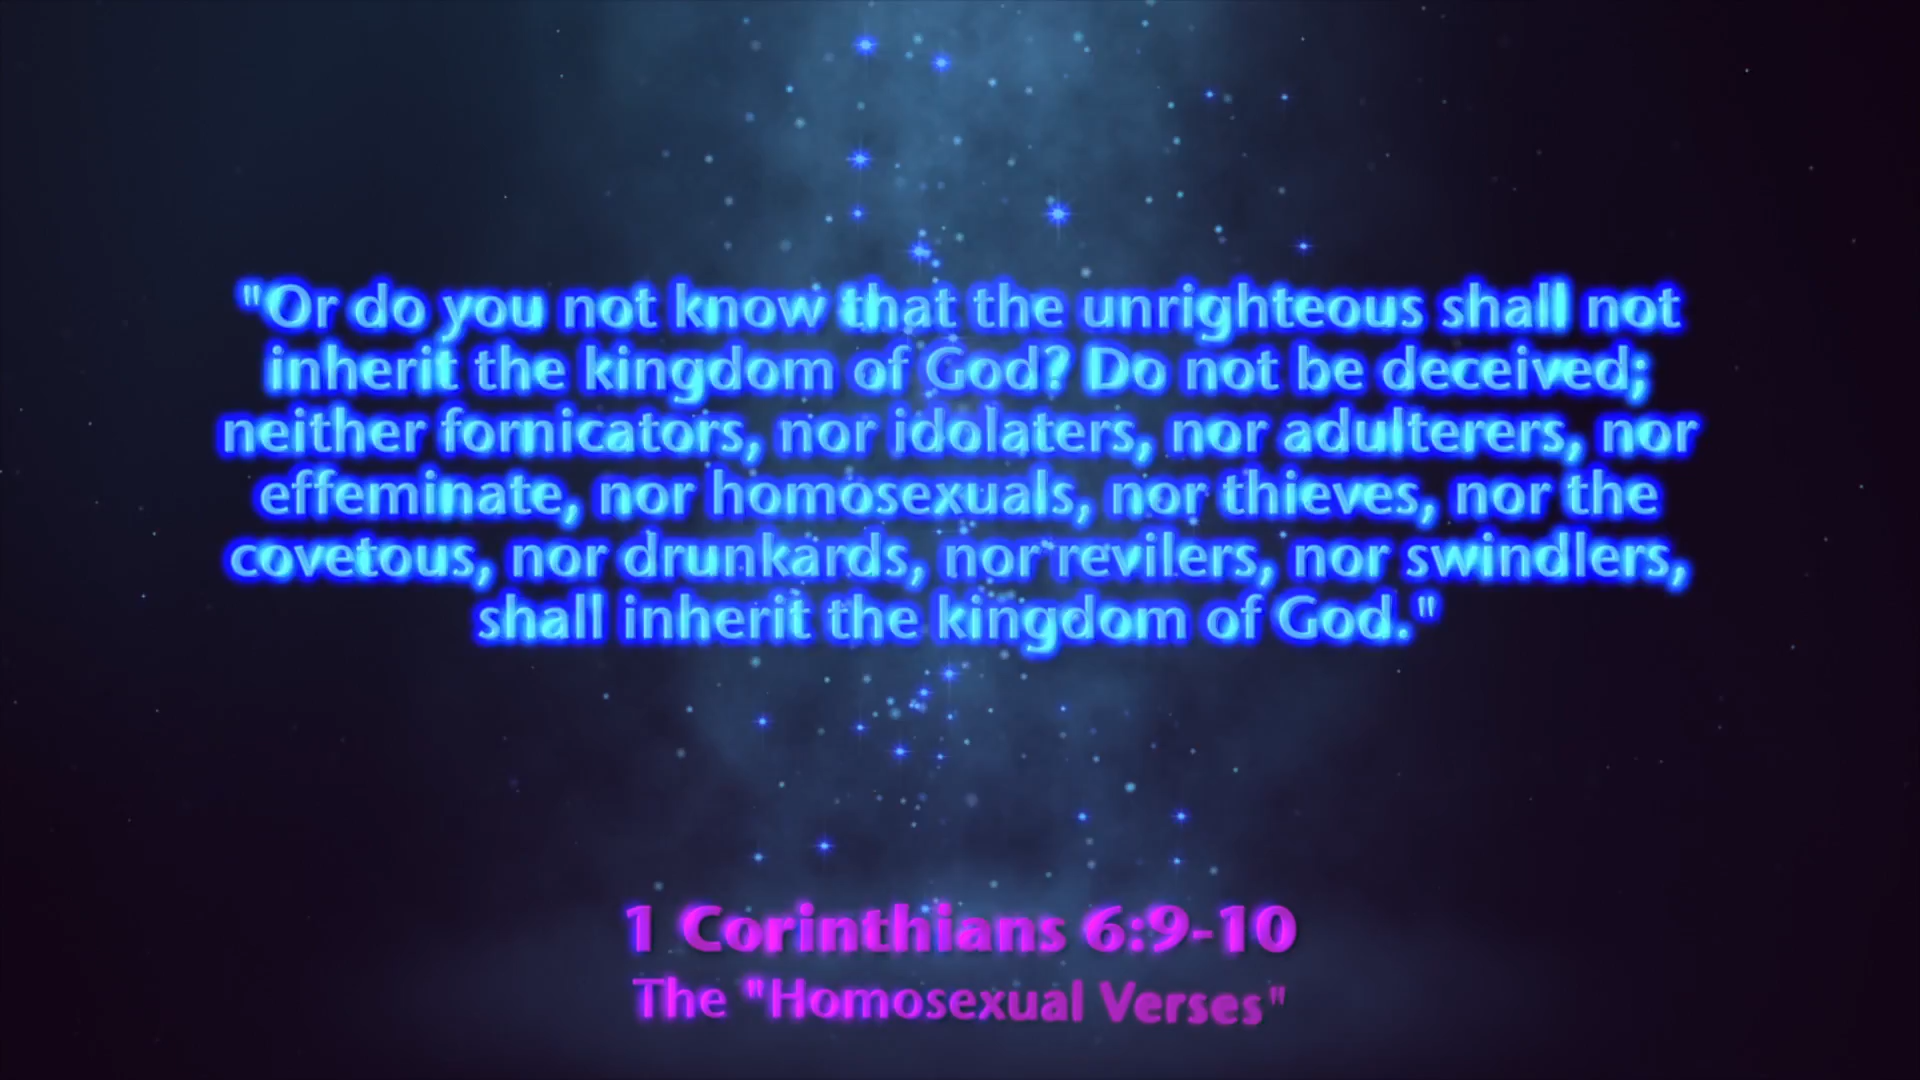 "Or do you not know that the unrighteous shall not
inherit the kingdom of God? Do not be deceived;
neither fornicators, nor idolaters, nor adulterers, nor
effeminate, nor homosexuals, nor thieves, nor the
covetous, nor drunkards, nor revilers, nor swindlers,
shall inherit the kingdom of God."
1 Corinthians 6:9-10
The "Homosexual Verses"